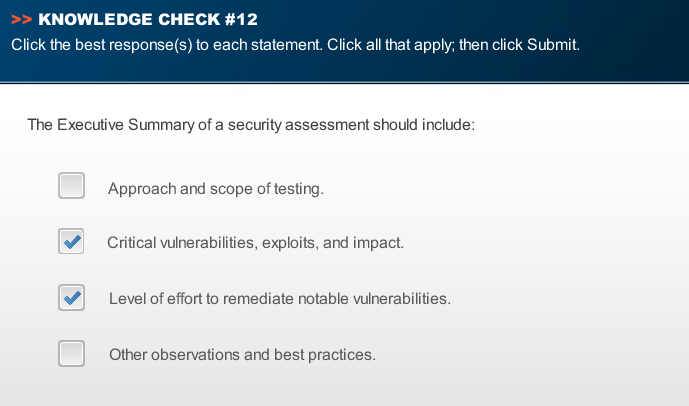 >> KNOWLEDGE CHECK #12
Click the best response(s) to each statement. Click all that apply; then click Submit.
The Executive Summary of a security assessment should include:
Approach and scope of testing.
Critical vulnerabilities, exploits, and impact.
Level of effort to remediate notable vulnerabilities.
Other observations and best practices.